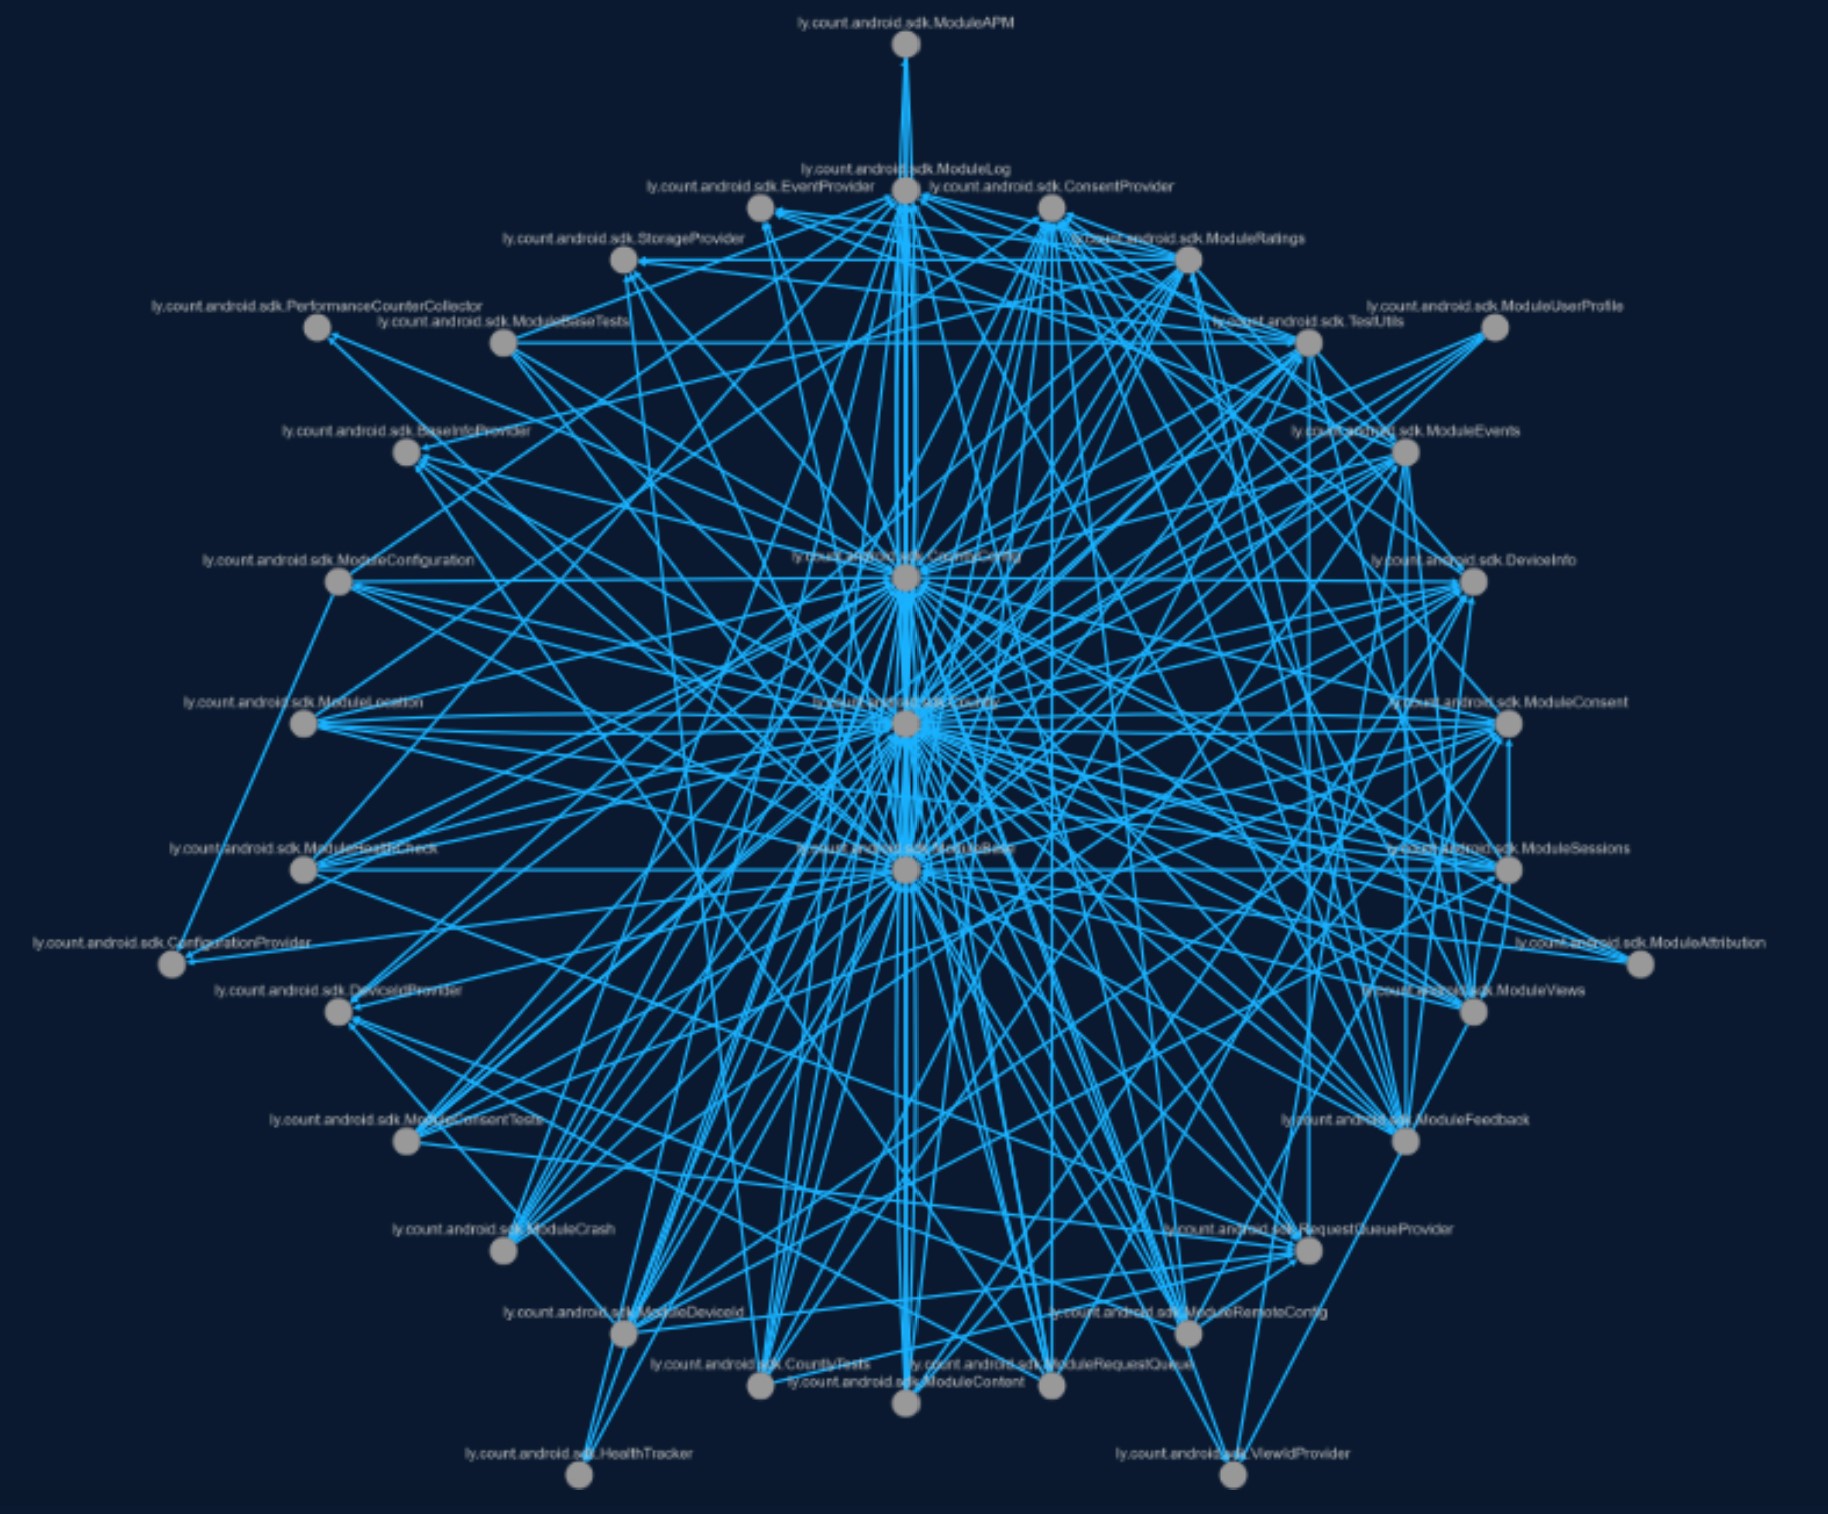 ly.count.android.sdk.ModuleAPM
ly.count.android.sdk.ModuleLog
ly.count.android.sdk.EventProvider
ly.count.android.sdk.ConsentProvider
ly.count.android.sdk.StorageProvider
ly.count.android.sdk.ModuleRatings
ly.count.android.sdk.PerformanceCounterCollector
ly.count.android.sdk.ModuleUserProfile
ly.count.android.sdk.ModuleBaseTests
ly.count.android.sdk.TestUtils
ly.count.android.sdk.BaseInfoProvider
ly.count.android.sdk.ModuleEvents
ly.count.android.sdk.CountlyConfig
ly.count.android.sdk.ModuleConfiguration
ly.count.android.sdk.DeviceInfo
ly.count.android.sdk.ModuleLocation
ly.count.android.sdk.Countly
ly.count.android.sdk.ModuleConsent
ly.count.android.sdk.ModuleHealthCheck
ly.count.android.sdk.ModuleBase
ly.count.android.sdk.ModuleSessions
ly.count.android.sdk.ConfigurationProvider
ly.count.android.sdk.ModuleAttribution
ly.count.android.sdk.DeviceIdProvider
ly.count.android.sdk.ModuleViews
ly.count.android.sdk.ModuleConsentTests
ly.count.android.sdk.ModuleFeedback
ly.count.android.sdk.ModuleCrash
ly.count.android.sdk.RequestQueueProvider
ly.count.android.sdk.ModuleDeviceId
ly.count.android.sdk.ModuleRemoteConfig
ly.count.android.sdk.CountlyTests
ly.count.android.sdk.ModuleRequestQueue
ly.count.android.sdk.ModuleContent
ly.count.android.sdk.HealthTracker
ly.count.android.sdk.ViewIdProvider